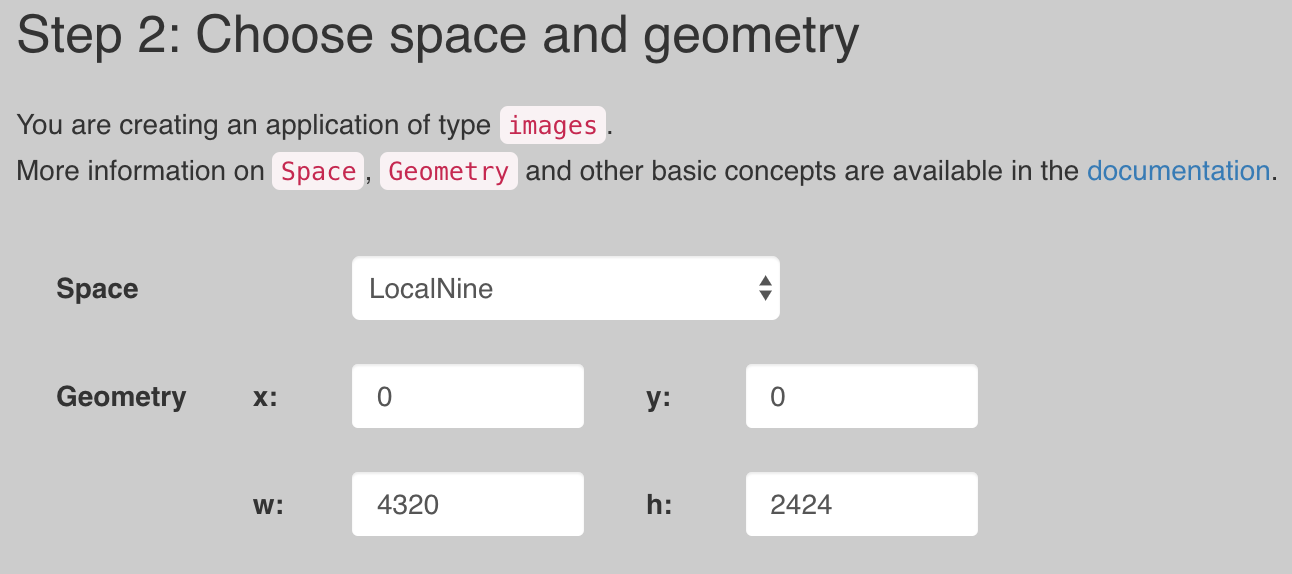 Step 2: Choose space and geometry
You are creating an application of type images.
More information on Space, Geometry and other basic concepts are available in the documentation.
Space LocalNine
Geometry x: 0 y: 0
w: 4320 h: 2424